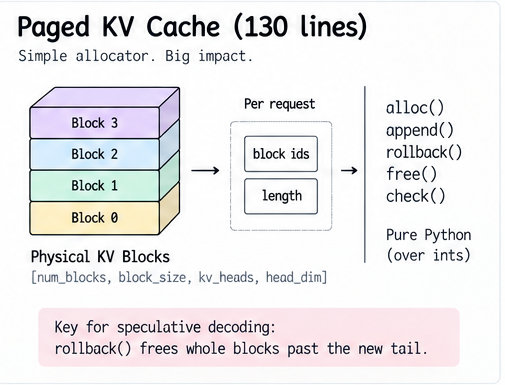 Paged KV Cache (130 lines)
Simple allocator. Big impact.
Block 3
Block 2
Block 1
Block 0
Physical KV Blocks
[num_blocks, block_size, kv_heads, head_dim]
Per request
block ids
length
alloc()
append()
rollback()
free()
check()
Pure Python
(over ints)
Key for speculative decoding:
rollback() frees whole blocks past the new tail.